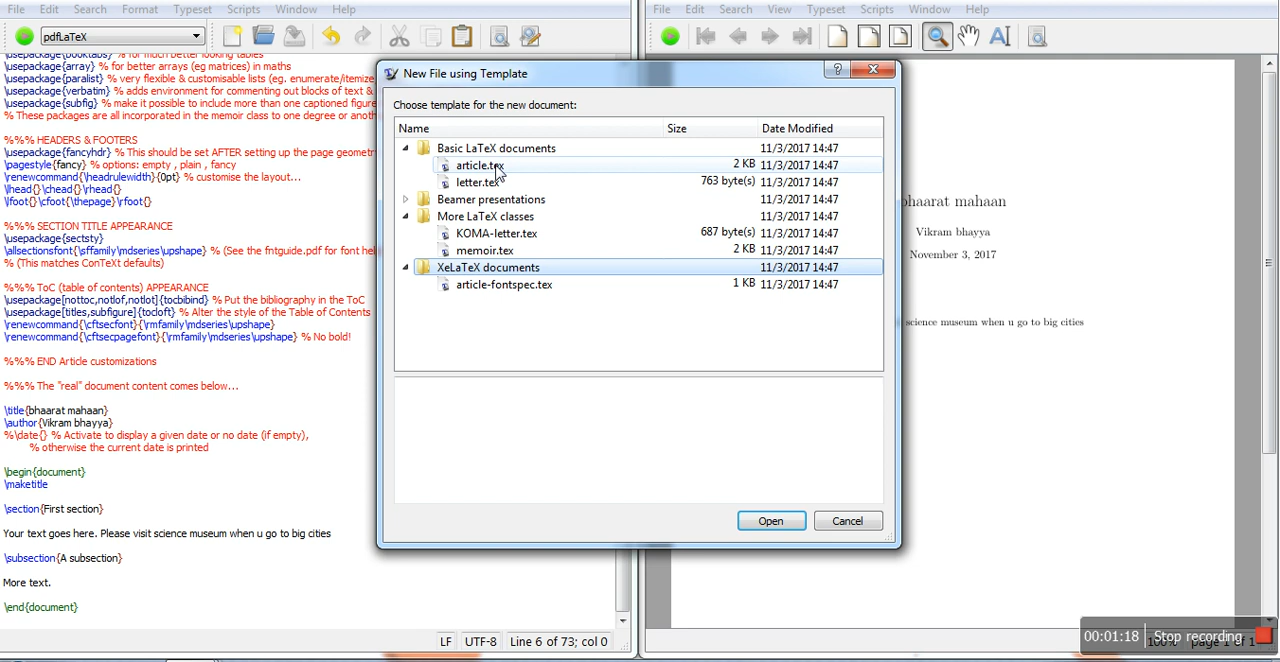 File Edit Search Format Typeset Scripts Window Help
pdfLaTeX
\usepackage{booktabs} % for much better looking tables
\usepackage{array} % for better arrays (eg matrices) in maths
\usepackage{paralist} % very flexible & customisable lists (eg. enumerate/itemize
\usepackage{verbatim} % adds environment for commenting out blocks of text &
\usepackage{subfig} % make it possible to include more than one captioned figure
% These packages are all incorporated in the memoir class to one degree or anoth
%%% HEADERS & FOOTERS
\usepackage{fancyhdr} % This should be set AFTER setting up the page geometr
\pagestyle{fancy} % options: empty , plain , fancy
\renewcommand{\headrulewidth}{0pt} % customise the layout...
\lhead{}\chead{}\rhead{}
\lfoot{}\cfoot{\thepage}\rfoot{}
%%% SECTION TITLE APPEARANCE
\usepackage{sectsty}
\allsectionsfont{\sffamily\mdseries\upshape} % (See the fntguide.pdf for font hel
% (This matches ConTeXt defaults)
%%% ToC (table of contents) APPEARANCE
\usepackage[nottoc,notlof,notlot]{tocbibind} % Put the bibliography in the ToC
\usepackage[titles,subfigure]{tocloft} % Alter the style of the Table of Contents
\renewcommand{\cftsecfont}{\rmfamily\mdseries\upshape}
\renewcommand{\cftsecpagefont}{\rmfamily\mdseries\upshape} % No bold!
%%% END Article customizations
%%% The "real" document content comes below...
\title{bhaarat mahaan}
\author{Vikram bhayya}
%\date{} % Activate to display a given date or no date (if empty),
% otherwise the current date is printed
\begin{document}
\maketitle
\section{First section}
Your text goes here. Please visit science museum when u go to big cities
\subsection{A subsection}
More text.
\end{document}
LF UTF-8 Line 6 of 73; col 0
New File using Template
?
Choose template for the new document:
Name Size Date Modified
Basic LaTeX documents 11/3/2017 14:47
article.tex 2 KB 11/3/2017 14:47
letter.tex 763 byte(s) 11/3/2017 14:47
Beamer presentations 11/3/2017 14:47
More LaTeX classes 11/3/2017 14:47
KOMA-letter.tex 687 byte(s) 11/3/2017 14:47
memoir.tex 2 KB 11/3/2017 14:47
XeLaTeX documents 11/3/2017 14:47
article-fontspec.tex 1 KB 11/3/2017 14:47
Open Cancel
File Edit Search View Typeset Scripts Window Help
bhaarat mahaan
Vikram bhayya
November 3, 2017
science museum when u go to big cities
00:01:18 Stop recording
100% page 1 of 1